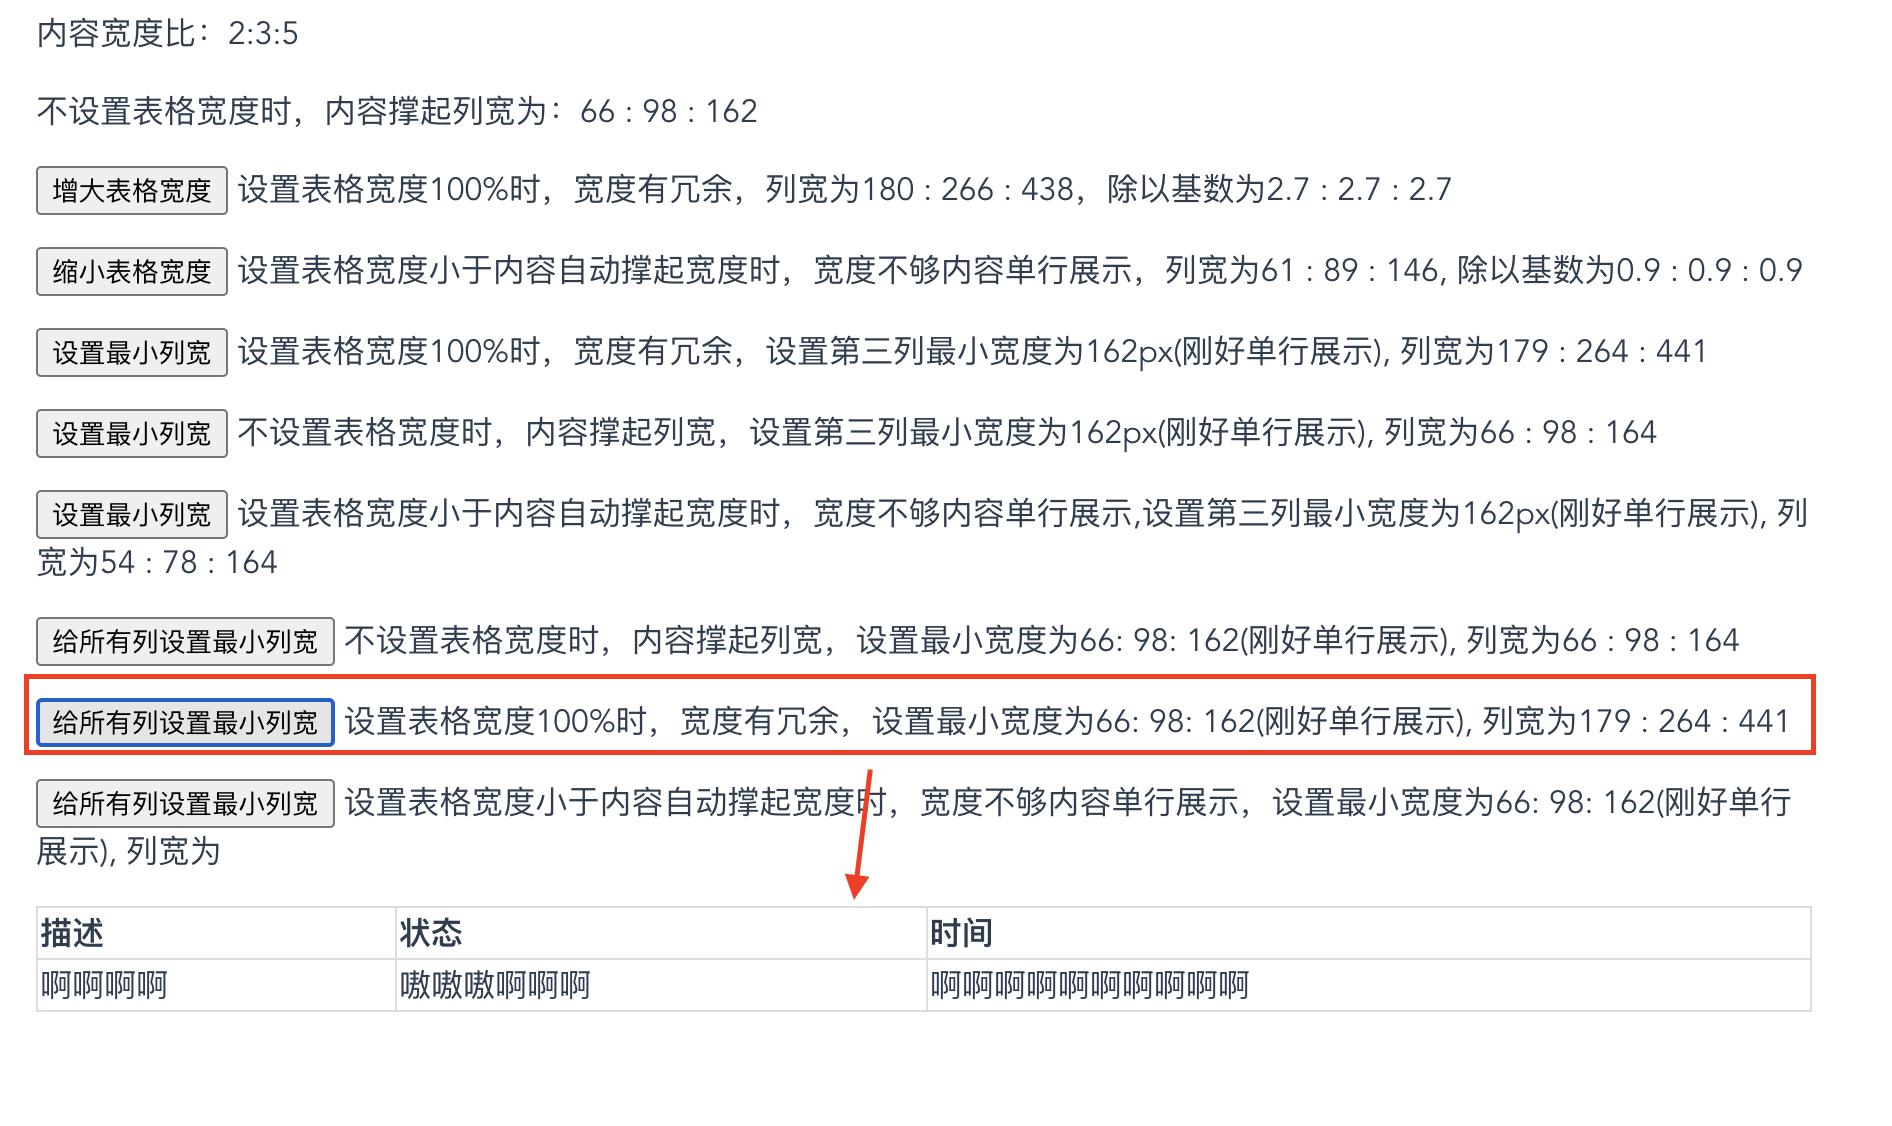 内容宽度比：2:3:5
不设置表格宽度时，内容撑起列宽为：66 : 98 : 162
增大表格宽度 设置表格宽度100%时，宽度有冗余，列宽为180 : 266 : 438，除以基数为2.7 : 2.7 : 2.7
缩小表格宽度 设置表格宽度小于内容自动撑起宽度时，宽度不够内容单行展示，列宽为61 : 89 : 146, 除以基数为0.9 : 0.9 : 0.9
设置最小列宽 设置表格宽度100%时，宽度有冗余，设置第三列最小宽度为162px(刚好单行展示), 列宽为179 : 264 : 441
设置最小列宽 不设置表格宽度时，内容撑起列宽，设置第三列最小宽度为162px(刚好单行展示), 列宽为66 : 98 : 164
设置最小列宽 设置表格宽度小于内容自动撑起宽度时，宽度不够内容单行展示,设置第三列最小宽度为162px(刚好单行展示), 列
宽为54 : 78 : 164
给所有列设置最小列宽 不设置表格宽度时，内容撑起列宽，设置最小宽度为66: 98: 162(刚好单行展示), 列宽为66 : 98 : 164
给所有列设置最小列宽 设置表格宽度100%时，宽度有冗余，设置最小宽度为66: 98: 162(刚好单行展示), 列宽为179 : 264 : 441
给所有列设置最小列宽 设置表格宽度小于内容自动撑起宽度时，宽度不够内容单行展示，设置最小宽度为66: 98: 162(刚好单行
展示), 列宽为
描述 状态 时间
啊啊啊啊 嗷嗷嗷啊啊啊 啊啊啊啊啊啊啊啊啊啊